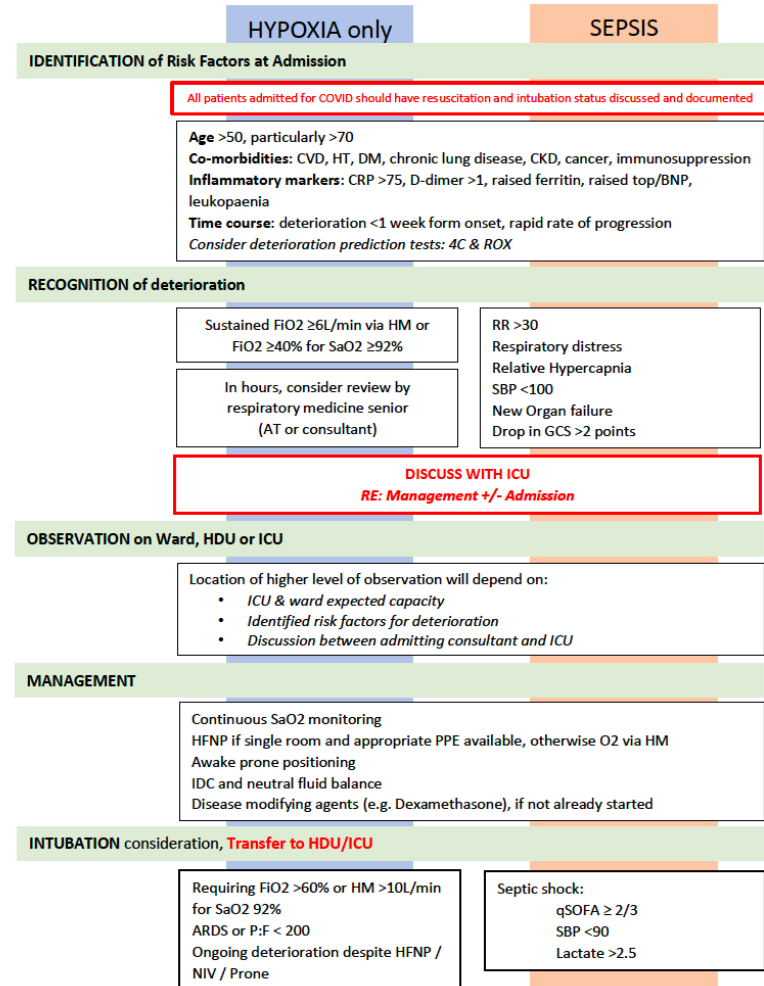 HYPOXIA only
SEPSIS
IDENTIFICATION of Risk Factors at Admission
All patients admitted for COVID should have resuscitation and intubation status discussed and documented
Age >50, particularly >70
Co-morbidities: CVD, HT, DM, chronic lung disease, CKD, cancer, immunosuppression
Inflammatory markers: CRP >75, D-dimer >1, raised ferritin, raised top/BNP,
leukopaenia
Time course: deterioration <1 week form onset, rapid rate of progression
Consider deterioration prediction tests: 4C & ROX
RECOGNITION of deterioration
Sustained FiO2 ≥6L/min via HM or
FiO2 ≥40% for SaO2 ≥92%
In hours, consider review by
respiratory medicine senior
(AT or consultant)
RR >30
Respiratory distress
Relative Hypercapnia
SBP <100
New Organ failure
Drop in GCS >2 points
DISCUSS WITH ICU
RE: Management +/- Admission
OBSERVATION on Ward, HDU or ICU
Location of higher level of observation will depend on:
• ICU & ward expected capacity
• Identified risk factors for deterioration
• Discussion between admitting consultant and ICU
MANAGEMENT
Continuous SaO2 monitoring
HFNP if single room and appropriate PPE available, otherwise O2 via HM
Awake prone positioning
IDC and neutral fluid balance
Disease modifying agents (e.g. Dexamethasone), if not already started
INTUBATION consideration, Transfer to HDU/ICU
Requiring FiO2 >60% or HM >10L/min
for SaO2 92%
ARDS or P:F < 200
Ongoing deterioration despite HFNP /
NIV / Prone
Septic shock:
qSOFA ≥ 2/3
SBP <90
Lactate >2.5